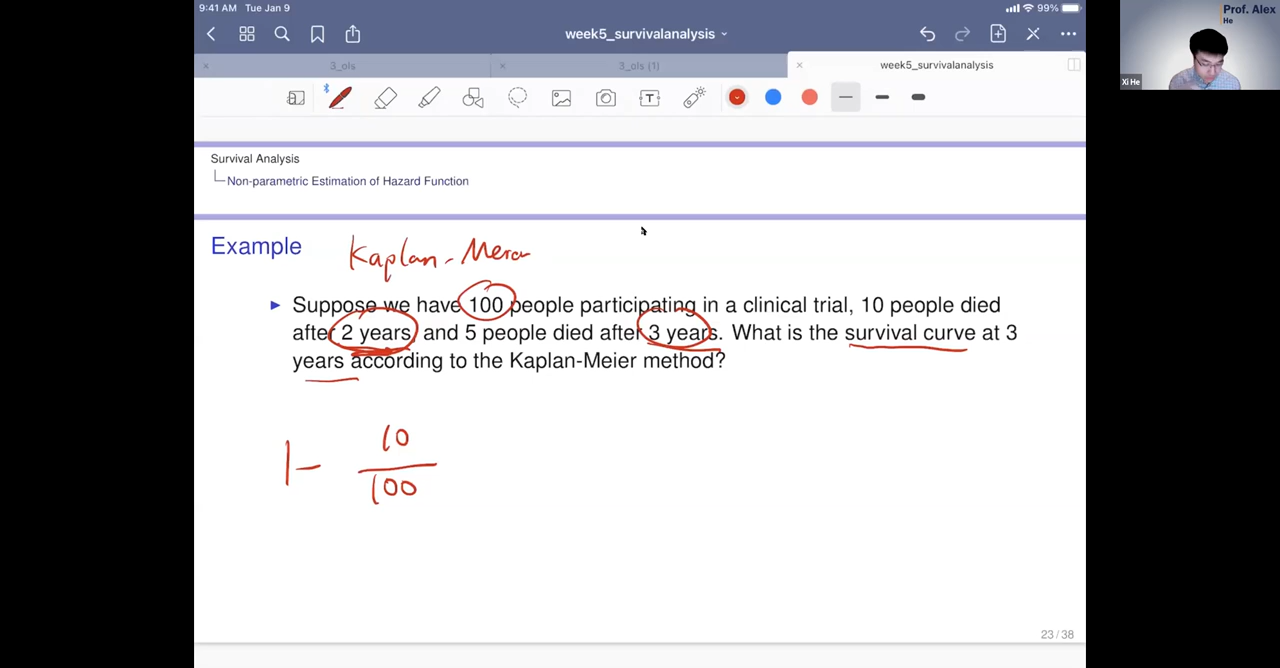 9:41 AM Tue Jan 9
99%
week5_survivalanalysis
3_ols
3_ols (1)
week5_survivalanalysis
Prof. Alex
He
Xi He
Survival Analysis
Non-parametric Estimation of Hazard Function
Example
Kaplan-Meier
Suppose we have 100 people participating in a clinical trial, 10 people died
after 2 years, and 5 people died after 3 years. What is the survival curve at 3
years according to the Kaplan-Meier method?
10
1-
100
23 / 38